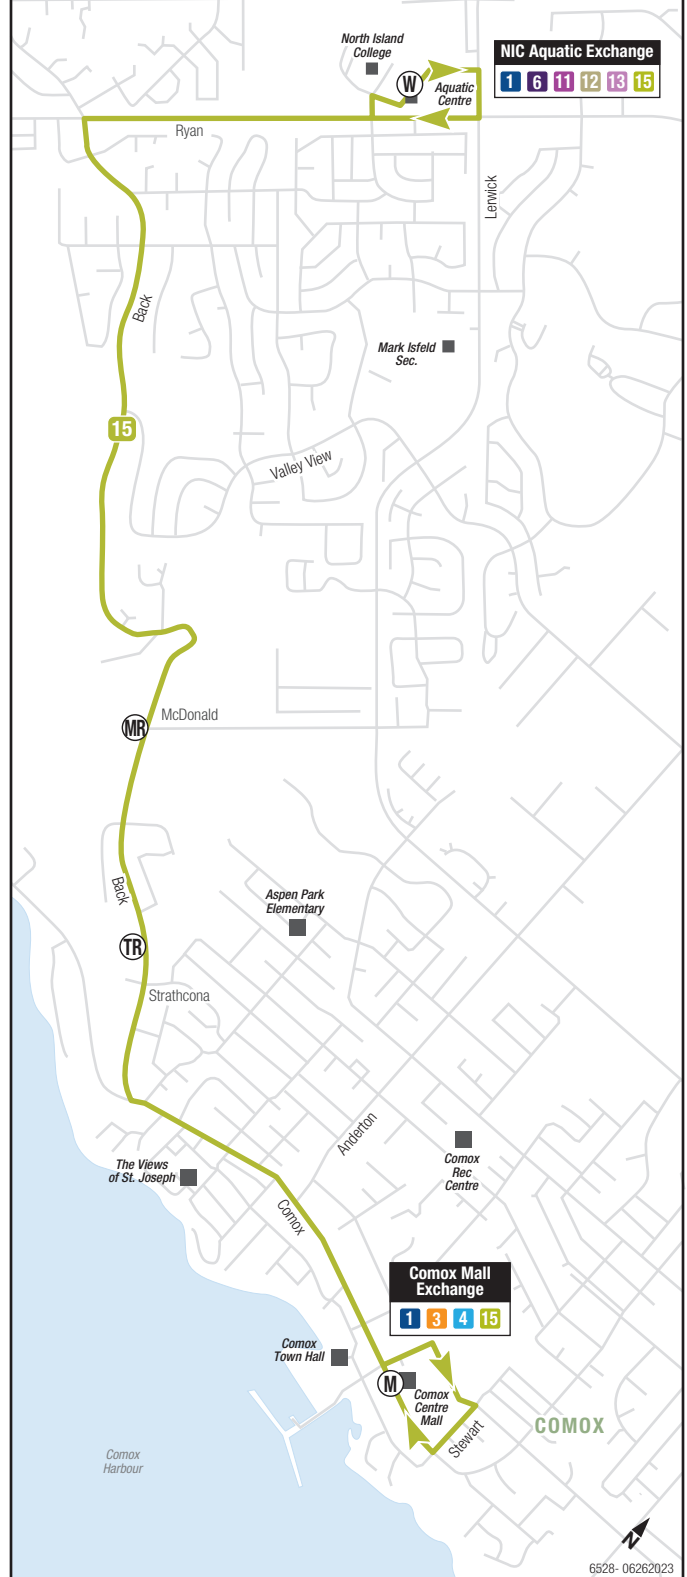 North Island
College
NIC Aquatic Exchange
1 6 11 12 13 15
W
Aquatic
Centre
Ryan
Lerwick
Back
Mark Isfeld
Sec.
15
Valley View
McDonald
MR
Back
Aspen Park
Elementary
TR
Strathcona
Anderton
Comox
Rec
Centre
The Views
of St. Joseph
Comox
Comox Mall
Exchange
1 3 4 15
Comox
Town Hall
M
Comox
Centre
Mall
Stewart
COMOX
Comox
Harbour
N
6528- 06262023